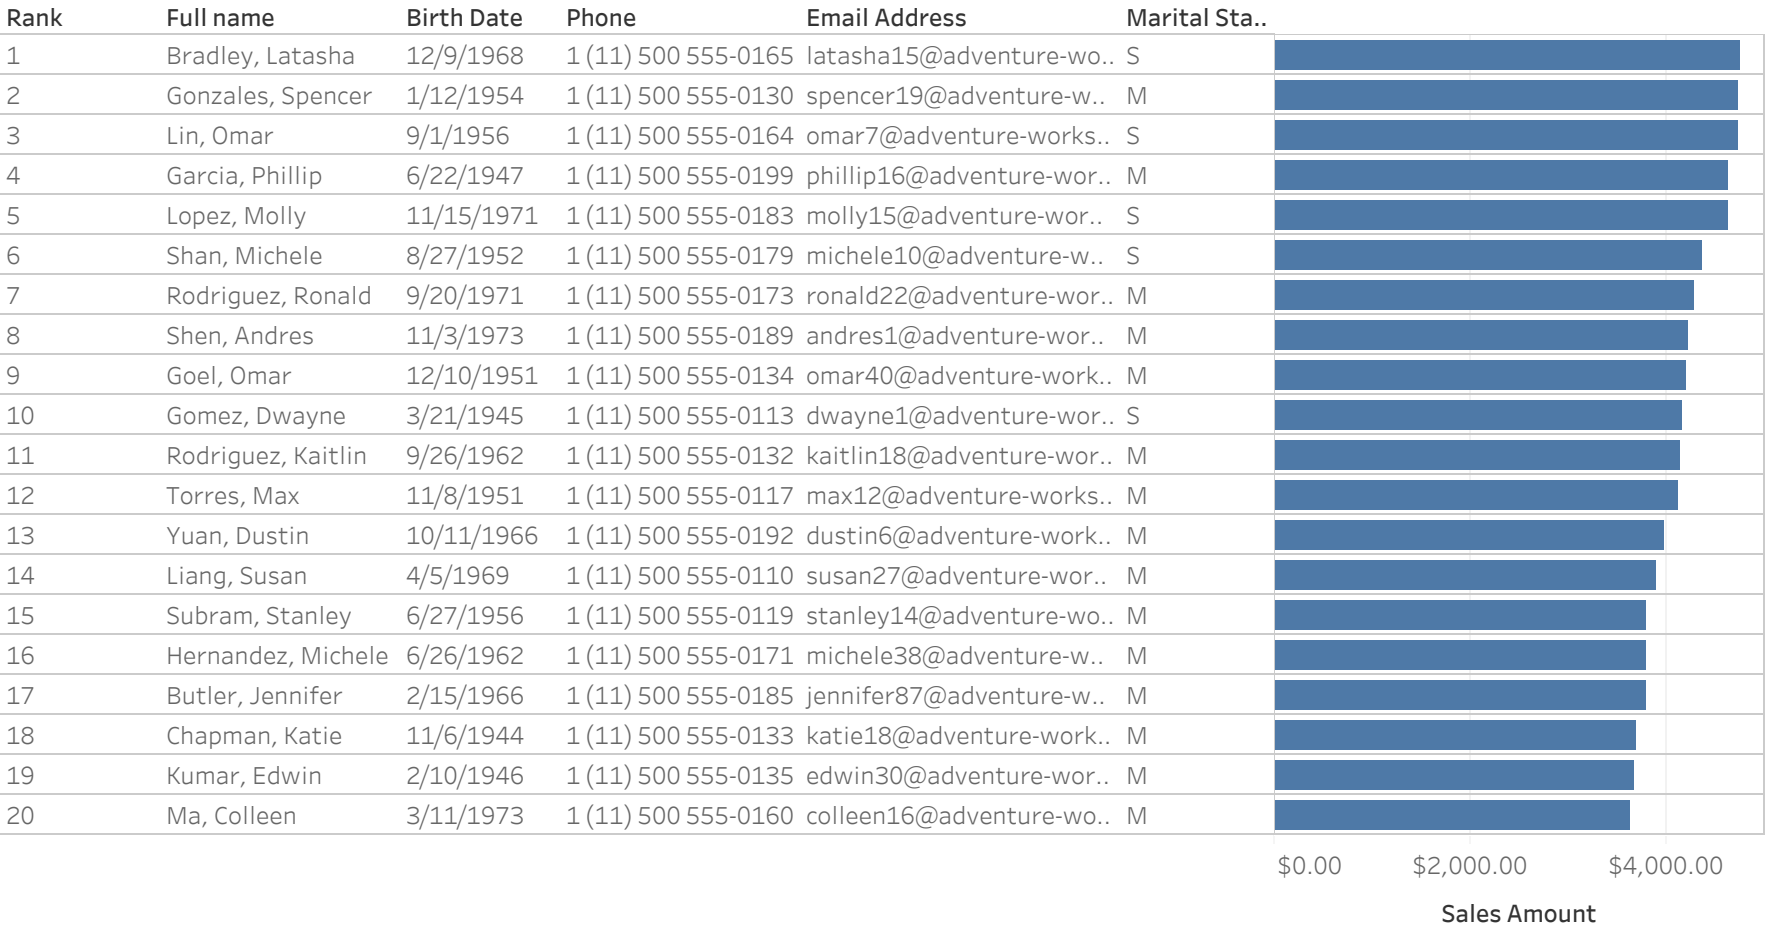 Rank Full name Birth Date Phone Email Address Marital Sta..
1 Bradley, Latasha 12/9/1968 1 (11) 500 555-0165 latasha15@adventure-wo.. S
2 Gonzales, Spencer 1/12/1954 1 (11) 500 555-0130 spencer19@adventure-w.. M
3 Lin, Omar 9/1/1956 1 (11) 500 555-0164 omar7@adventure-works.. S
4 Garcia, Phillip 6/22/1947 1 (11) 500 555-0199 phillip16@adventure-wor.. M
5 Lopez, Molly 11/15/1971 1 (11) 500 555-0183 molly15@adventure-wor.. S
6 Shan, Michele 8/27/1952 1 (11) 500 555-0179 michele10@adventure-w.. S
7 Rodriguez, Ronald 9/20/1971 1 (11) 500 555-0173 ronald22@adventure-wor.. M
8 Shen, Andres 11/3/1973 1 (11) 500 555-0189 andres1@adventure-wor.. M
9 Goel, Omar 12/10/1951 1 (11) 500 555-0134 omar40@adventure-work.. M
10 Gomez, Dwayne 3/21/1945 1 (11) 500 555-0113 dwayne1@adventure-wor.. S
11 Rodriguez, Kaitlin 9/26/1962 1 (11) 500 555-0132 kaitlin18@adventure-wor.. M
12 Torres, Max 11/8/1951 1 (11) 500 555-0117 max12@adventure-works.. M
13 Yuan, Dustin 10/11/1966 1 (11) 500 555-0192 dustin6@adventure-work.. M
14 Liang, Susan 4/5/1969 1 (11) 500 555-0110 susan27@adventure-wor.. M
15 Subram, Stanley 6/27/1956 1 (11) 500 555-0119 stanley14@adventure-wo.. M
16 Hernandez, Michele 6/26/1962 1 (11) 500 555-0171 michele38@adventure-w.. M
17 Butler, Jennifer 2/15/1966 1 (11) 500 555-0185 jennifer87@adventure-w.. M
18 Chapman, Katie 11/6/1944 1 (11) 500 555-0133 katie18@adventure-work.. M
19 Kumar, Edwin 2/10/1946 1 (11) 500 555-0135 edwin30@adventure-wor.. M
20 Ma, Colleen 3/11/1973 1 (11) 500 555-0160 colleen16@adventure-wo.. M
$0.00 $2,000.00 $4,000.00
Sales Amount